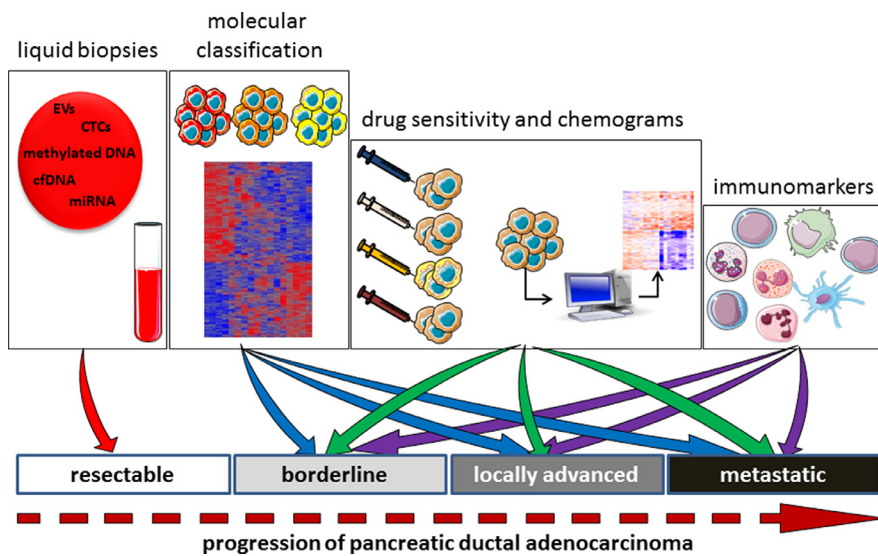 molecular
classification
liquid biopsies
EVs
CTCs
methylated DNA
cfDNA
miRNA
drug sensitivity and chemograms
immunomarkers
resectable
borderline
locally advanced
metastatic
progression of pancreatic ductal adenocarcinoma